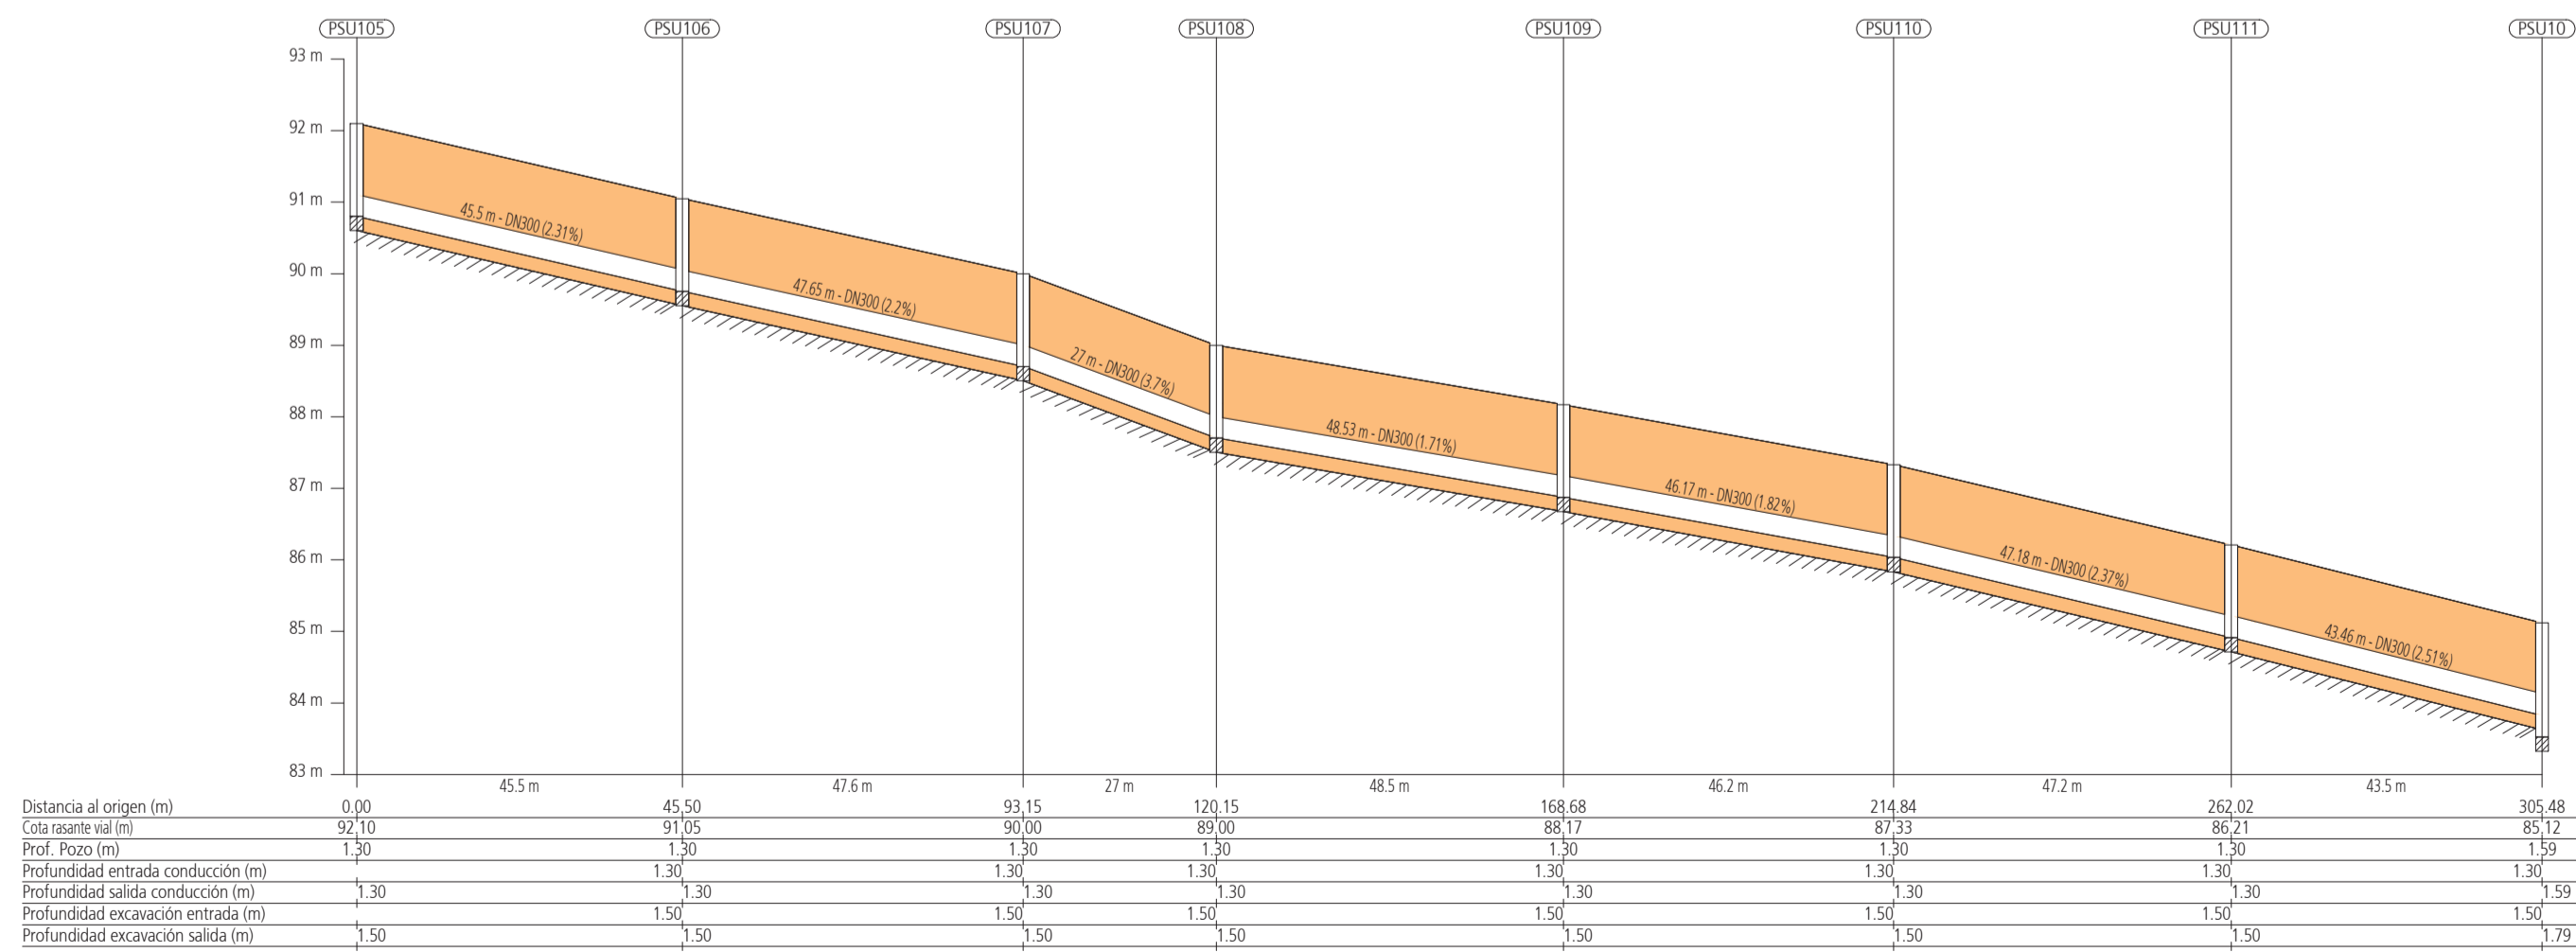 PSU105 PSU106 PSU107 PSU108 PSU109 PSU110 PSU111 PSU10
93 m
92 m
91 m
90 m
89 m
88 m
87 m
86 m
85 m
84 m
83 m
45.5 m - DN300 (2.31%)
47.65 m - DN300 (2.2%)
27 m - DN300 (3.7%)
48.53 m - DN300 (1.71%)
46.17 m - DN300 (1.82%)
47.18 m - DN300 (2.37%)
43.46 m - DN300 (2.51%)
45.5 m 47.6 m 27 m 48.5 m 46.2 m 47.2 m 43.5 m
Distancia al origen (m) 0.00 45.50 93.15 120.15 168.68 214.84 262.02 305.48
Cota rasante vial (m) 92.10 91.05 90.00 89.00 88.17 87.33 86.21 85.12
Prof. Pozo (m) 1.30 1.30 1.30 1.30 1.30 1.30 1.30 1.59
Profundidad entrada conducción (m) 1.30 1.30 1.30 1.30 1.30 1.30 1.30
Profundidad salida conducción (m) 1.30 1.30 1.30 1.30 1.30 1.30 1.30 1.59
Profundidad excavación entrada (m) 1.50 1.50 1.50 1.50 1.50 1.50 1.50
Profundidad excavación salida (m) 1.50 1.50 1.50 1.50 1.50 1.50 1.50 1.79